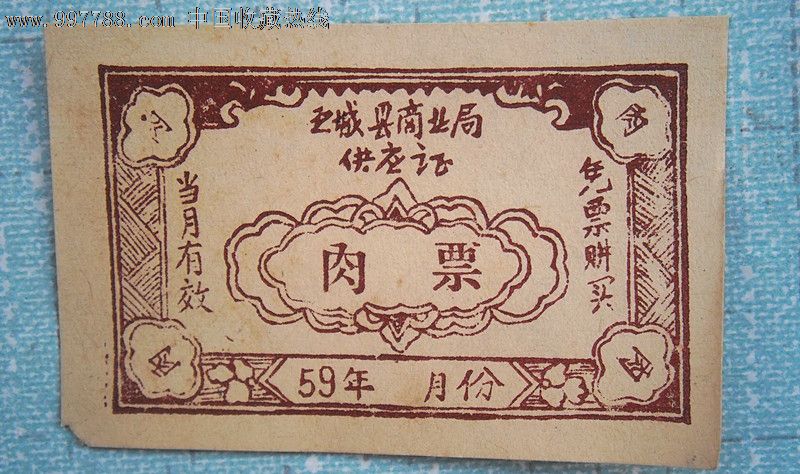 www.997788.com 中国收藏热线
城县商业局
供应证
当月有效
凭票购买
肉票
59年 月份